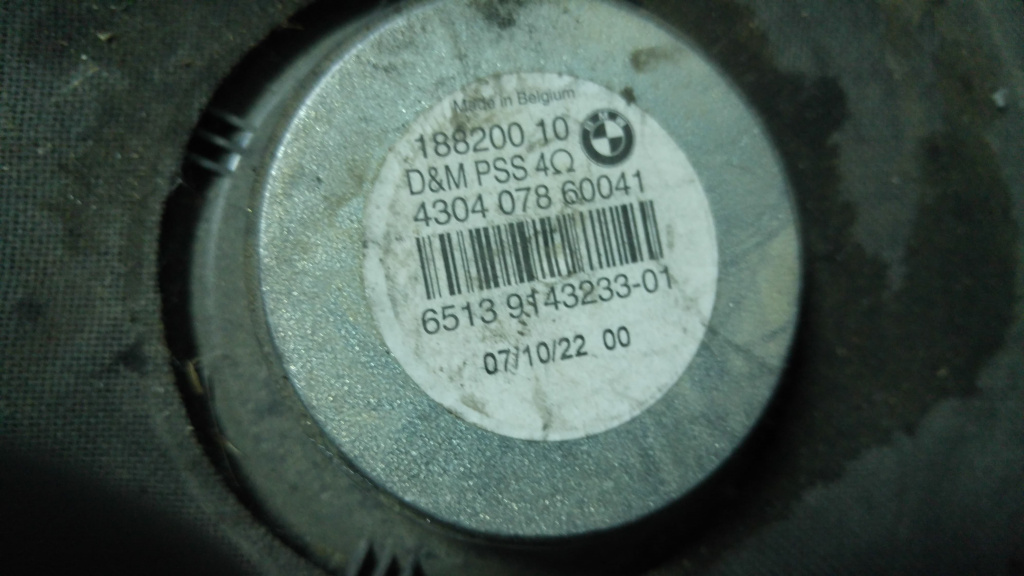 Made in Belgium
188200 10
D&M PSS 4Ω
4304 078 60041
6513 9143233-01
07/10/22 00